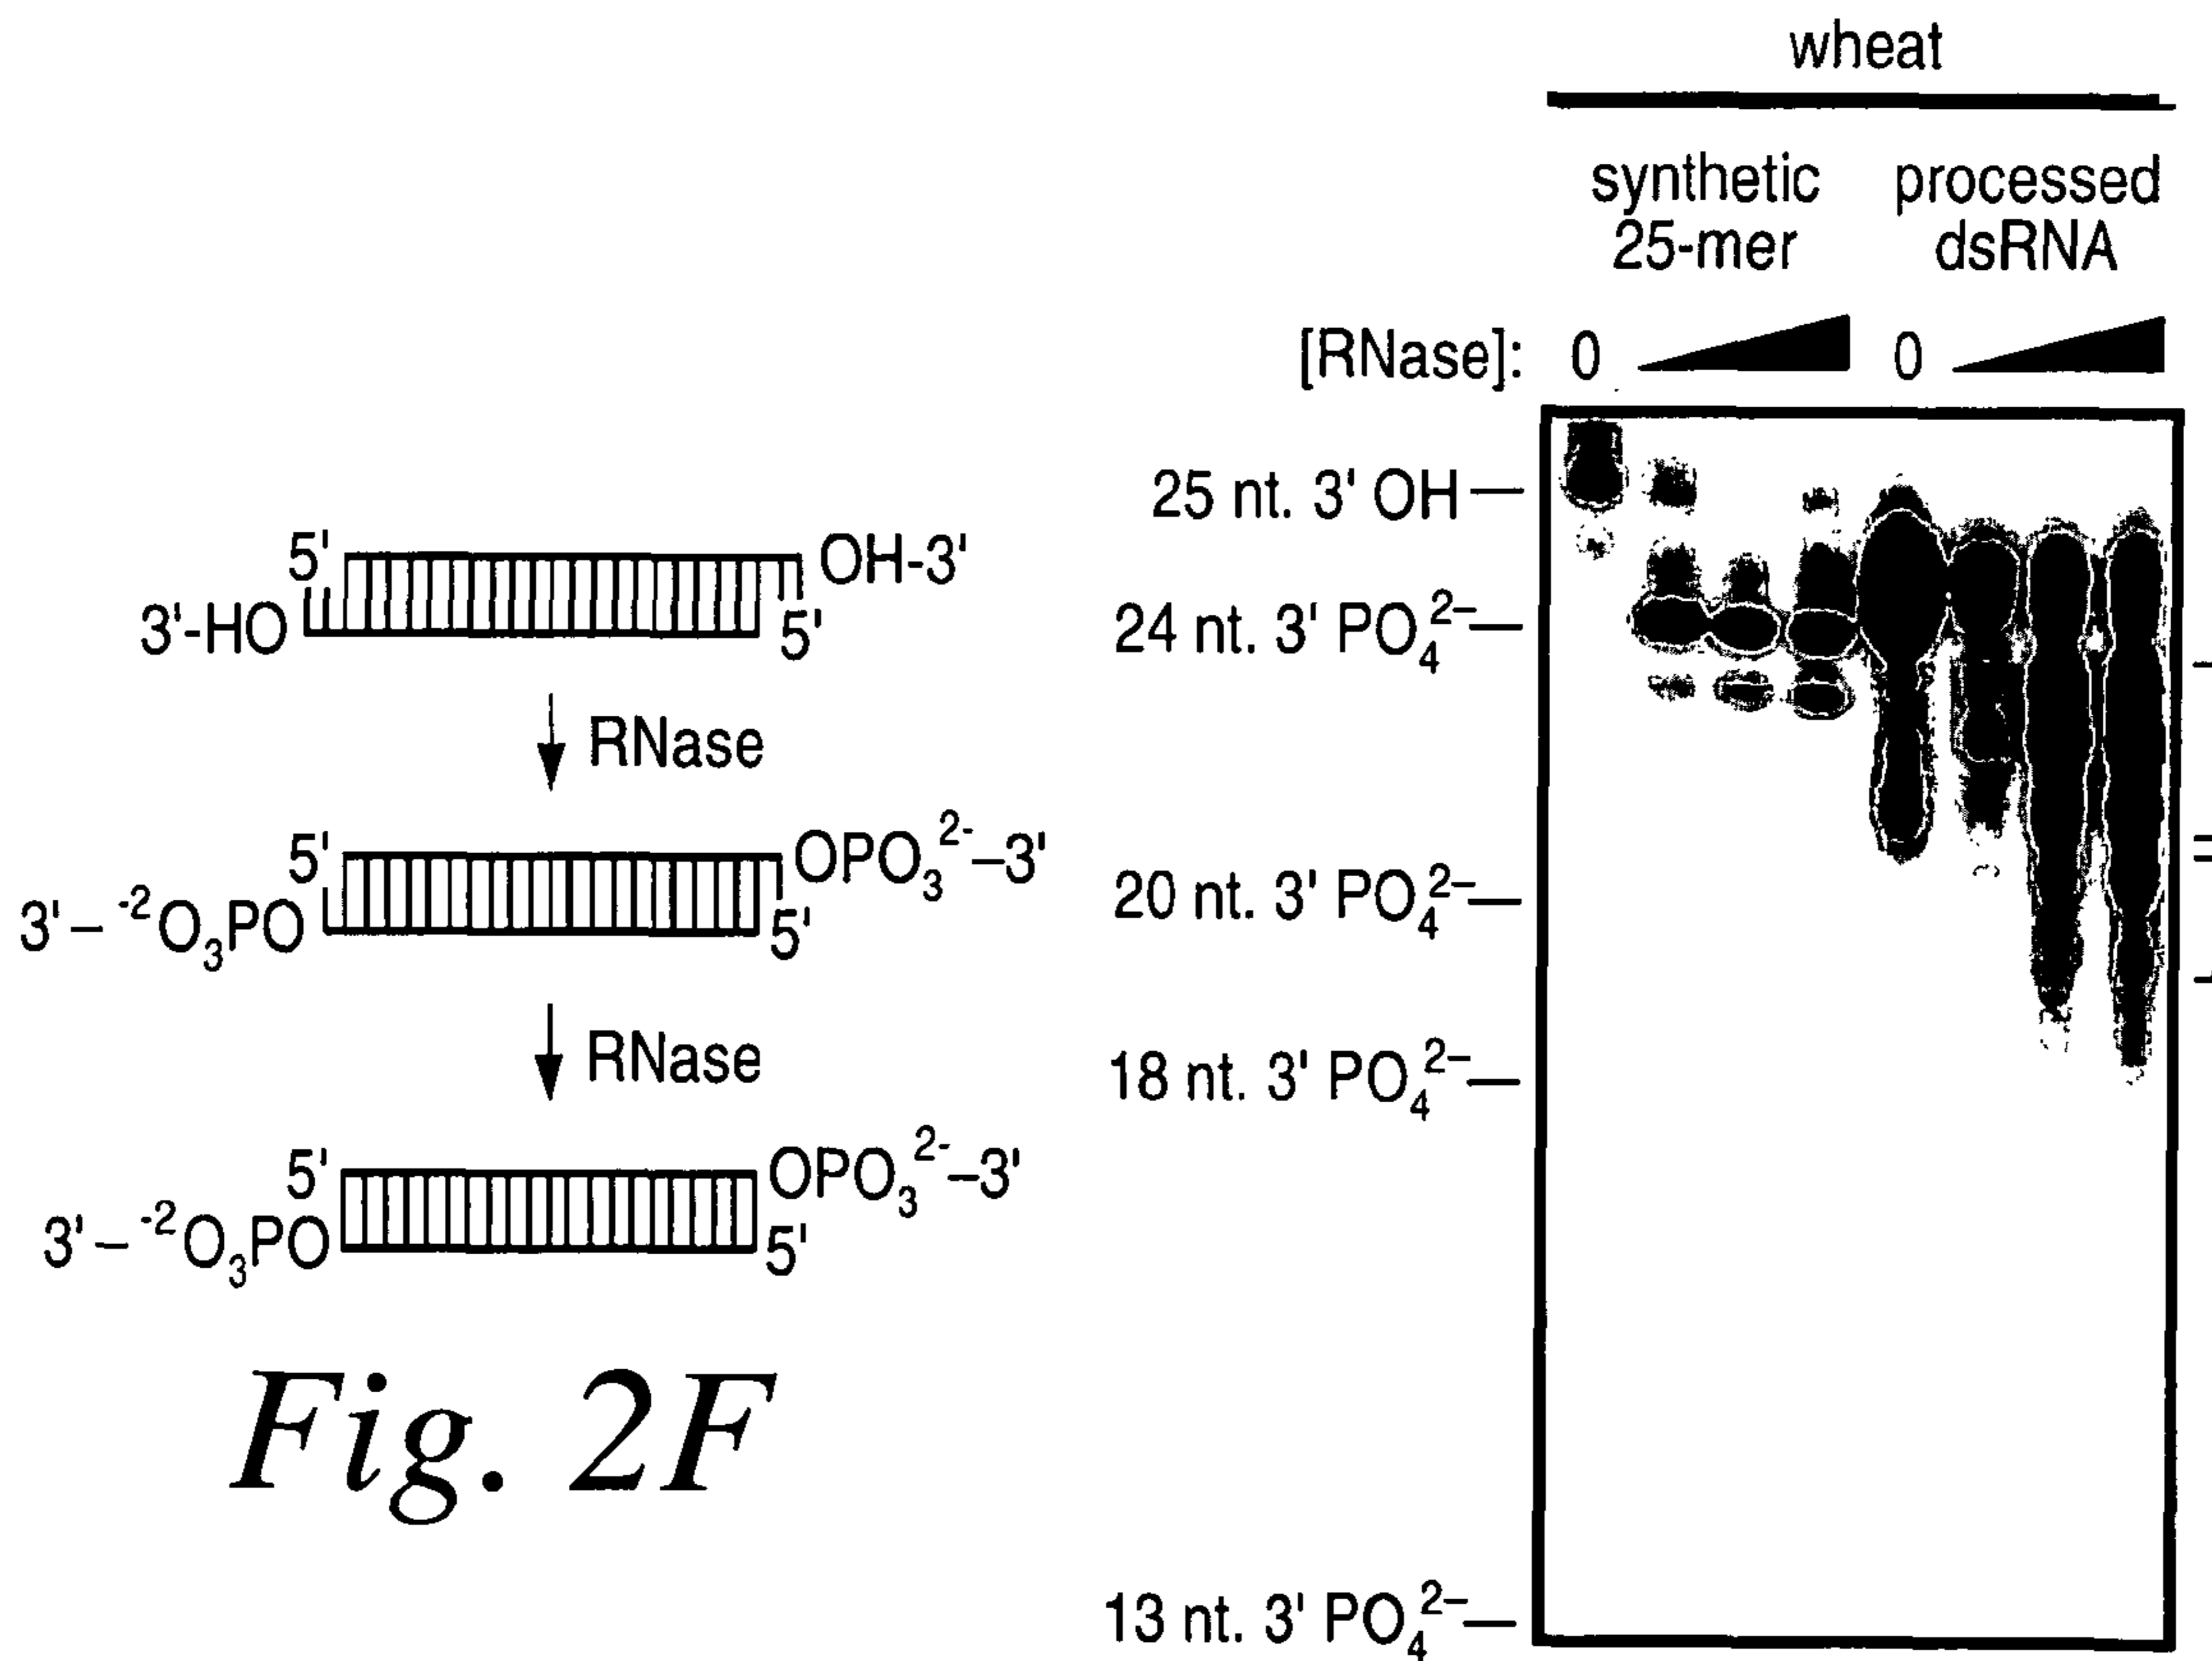 wheat
synthetic processed
25-mer dsRNA
[RNase]: 0 0
25 nt. 3' OH
24 nt. 3' PO₄²⁻
20 nt. 3' PO₄²⁻
18 nt. 3' PO₄²⁻
13 nt. 3' PO₄²⁻
5' OH-3'
3'-HO 5'
RNase
5' OPO₃²⁻–3'
3'– ⁻²O₃PO 5'
RNase
5' OPO₃²⁻–3'
3'– ⁻²O₃PO 5'
Fig. 2F